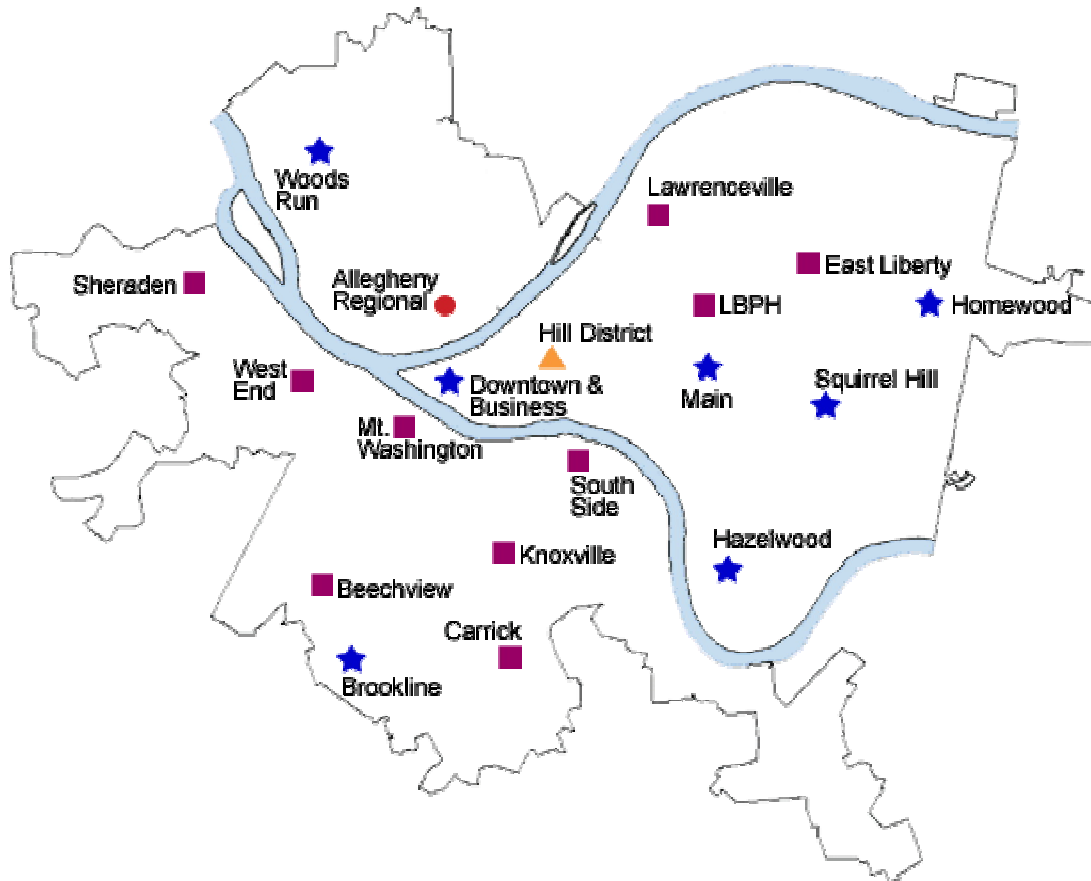 Woods
Run
Lawrenceville
East Liberty
Sheraden
Allegheny
Regional
LBPH
Homewood
Hill District
West
End
Downtown &
Business
Main
Squirrel Hill
Mt.
Washington
South
Side
Hazelwood
Knoxville
Beechview
Carrick
Brookline